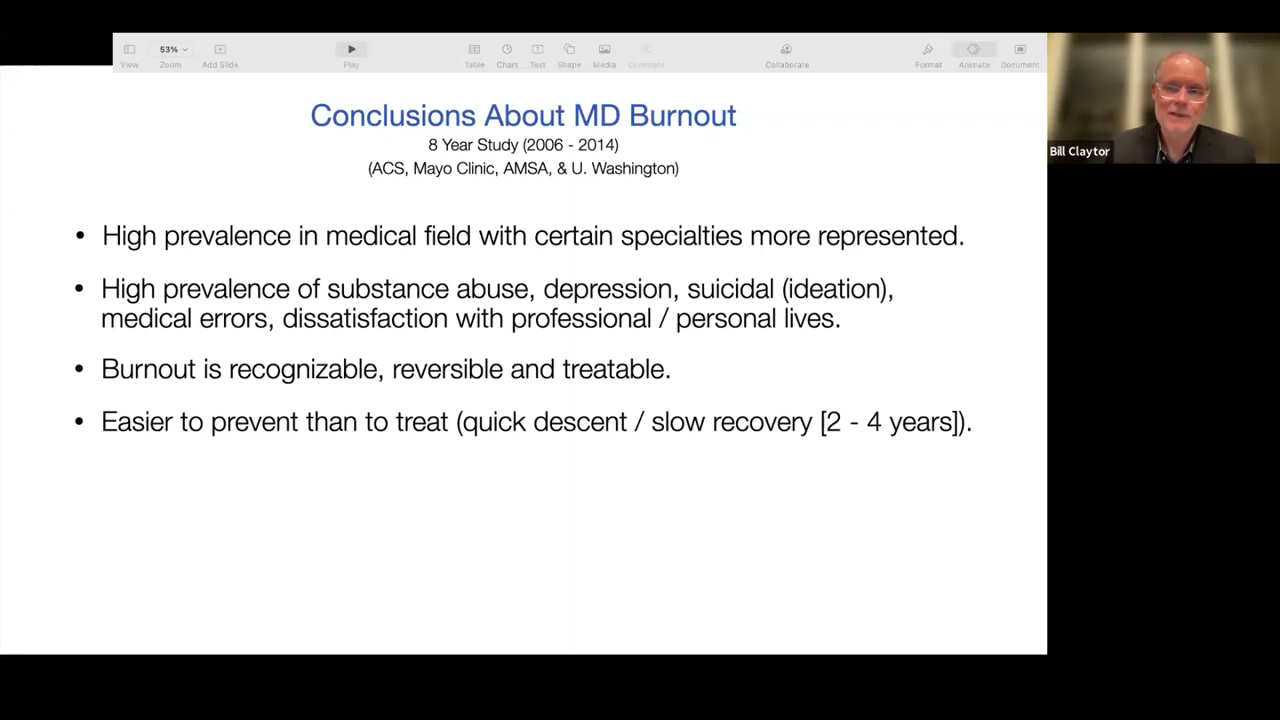 53%
View
Zoom
Add Slide
Play
Table
Chart
Text
Shape
Media
Comment
Collaborate
Format
Animate
Document
Conclusions About MD Burnout
8 Year Study (2006 - 2014)
(ACS, Mayo Clinic, AMSA, & U. Washington)
• High prevalence in medical field with certain specialties more represented.
• High prevalence of substance abuse, depression, suicidal (ideation),
medical errors, dissatisfaction with professional / personal lives.
• Burnout is recognizable, reversible and treatable.
• Easier to prevent than to treat (quick descent / slow recovery [2 - 4 years]).
Bill Claytor